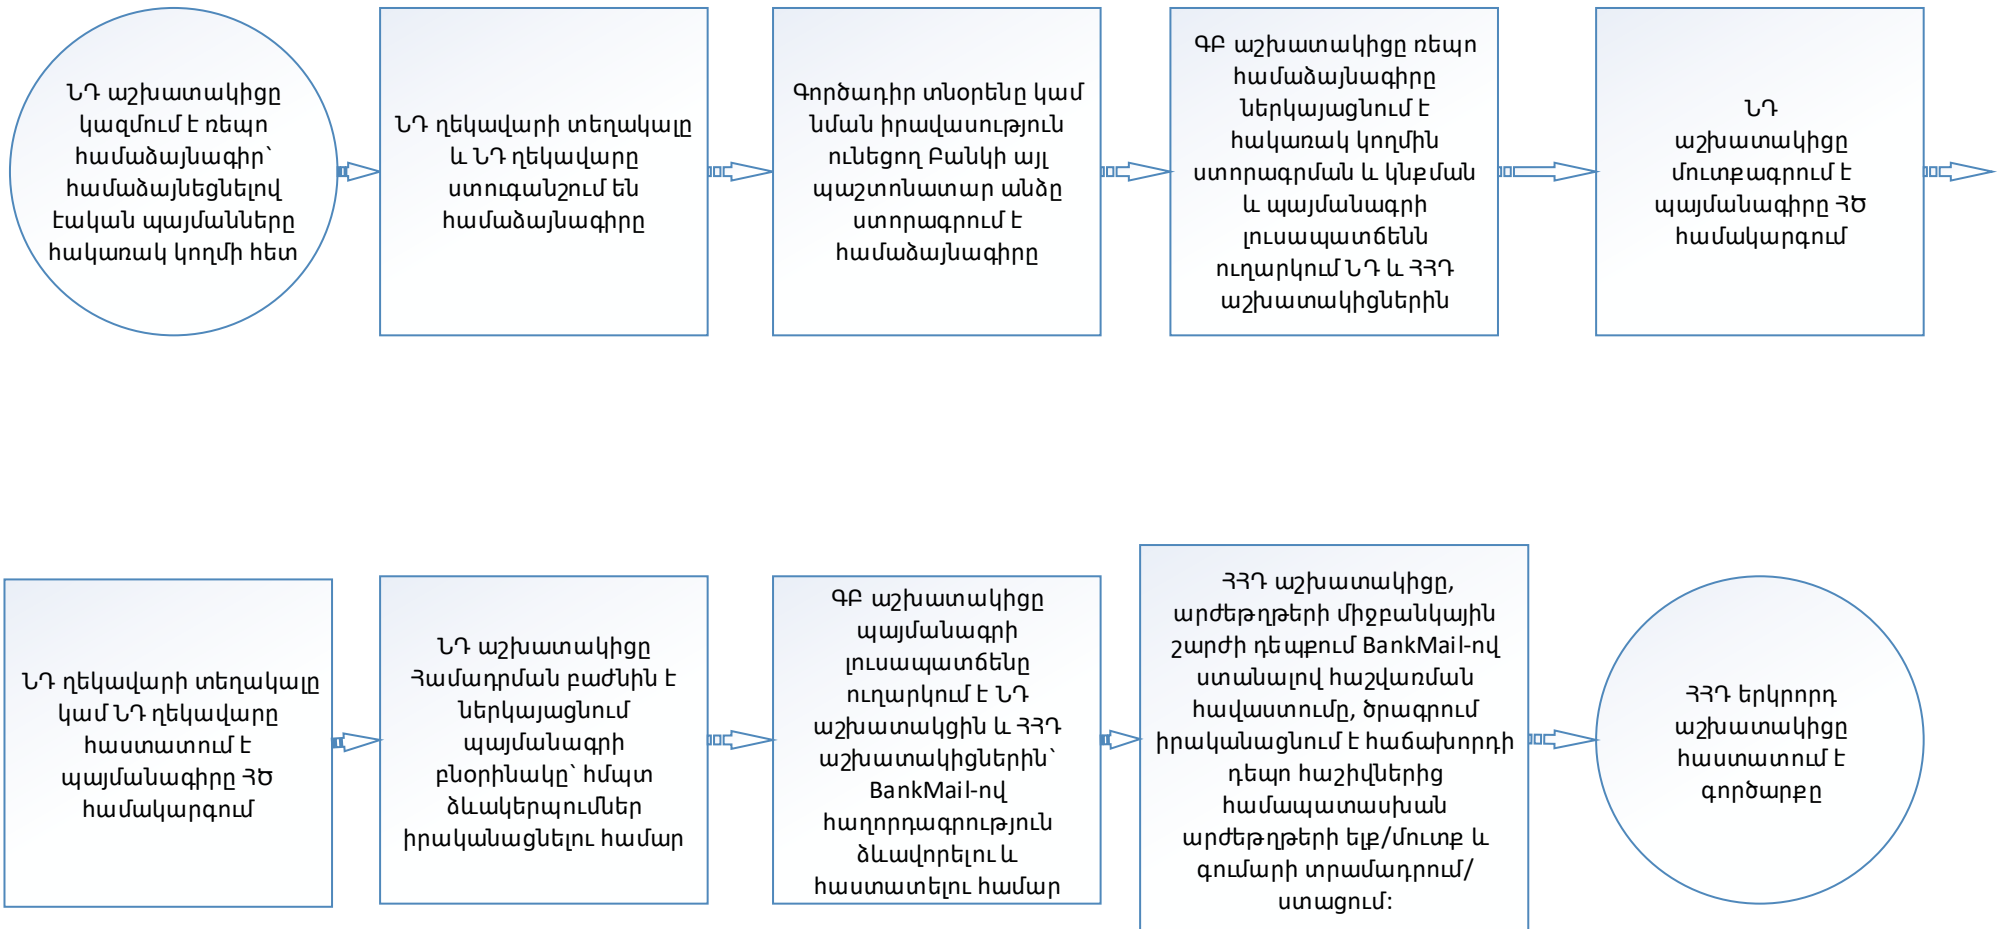 ՆԴ աշխատակիցը
կազմում է ռեպո
համաձայնագիր՝
համաձայնեցնելով
էական պայմանները
հակառակ կողմի հետ
ՆԴ ղեկավարի տեղակալը
և ՆԴ ղեկավարը
ստուգանշում են
համաձայնագիրը
Գործադիր տնօրենը կամ
նման իրավասություն
ունեցող Բանկի այլ
պաշտոնատար անձը
ստորագրում է
համաձայնագիրը
ԳԲ աշխատակիցը ռեպո
համաձայնագիրը
ներկայացնում է
հակառակ կողմին
ստորագրման և կնքման
և պայմանագրի
լուսապատճենն
ուղարկում ՆԴ և ՀՀԴ
աշխատակիցներին
ՆԴ
աշխատակիցը
մուտքագրում է
պայմանագիրը ՀԾ
համակարգում
ՆԴ ղեկավարի տեղակալը
կամ ՆԴ ղեկավարը
հաստատում է
պայմանագիրը ՀԾ
համակարգում
ՆԴ աշխատակիցը
Համադրման բաժնին է
ներկայացնում
պայմանագրի
բնօրինակը՝ հմպտ
ձևակերպումներ
իրականացնելու համար
ԳԲ աշխատակիցը
պայմանագրի
լուսապատճենը
ուղարկում է ՆԴ
աշխատակցին և ՀՀԴ
աշխատակիցներին՝
BankMail-ով
հաղորդագրություն
ձևավորելու և
հաստատելու համար
ՀՀԴ աշխատակիցը,
արժեթղթերի միջբանկային
շարժի դեպքում BankMail-ով
ստանալով հաշվառման
հավաստումը, ծրագրում
իրականացնում է հաճախորդի
դեպո հաշիվներից
համապատասխան
արժեթղթերի ելք/մուտք և
գումարի տրամադրում/
ստացում:
ՀՀԴ երկրորդ
աշխատակիցը
հաստատում է
գործարքը